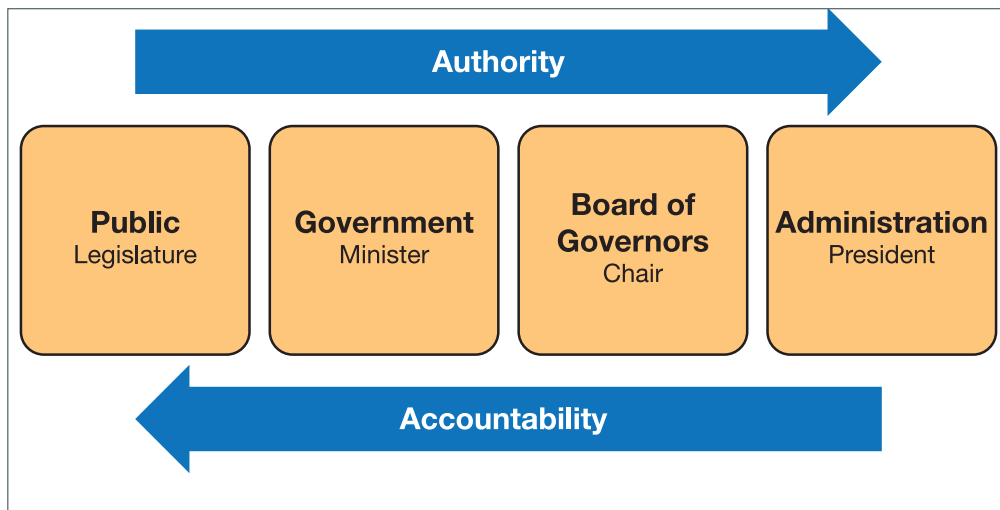 Authority
Public
Legislature
Government
Minister
Board of
Governors
Chair
Administration
President
Accountability